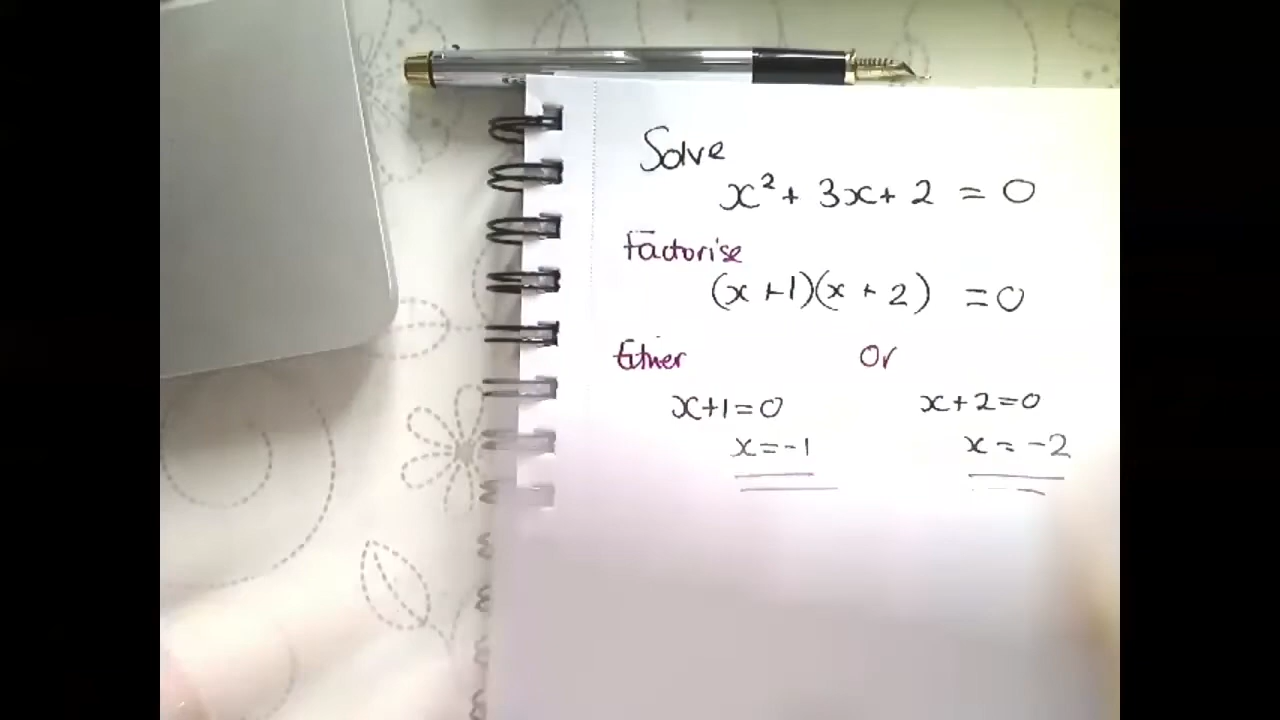 Solve
x² + 3x + 2 = 0
Factorise
(x + 1)(x + 2) = 0
Either Or
x+1=0 x+2=0
x=-1 x=-2